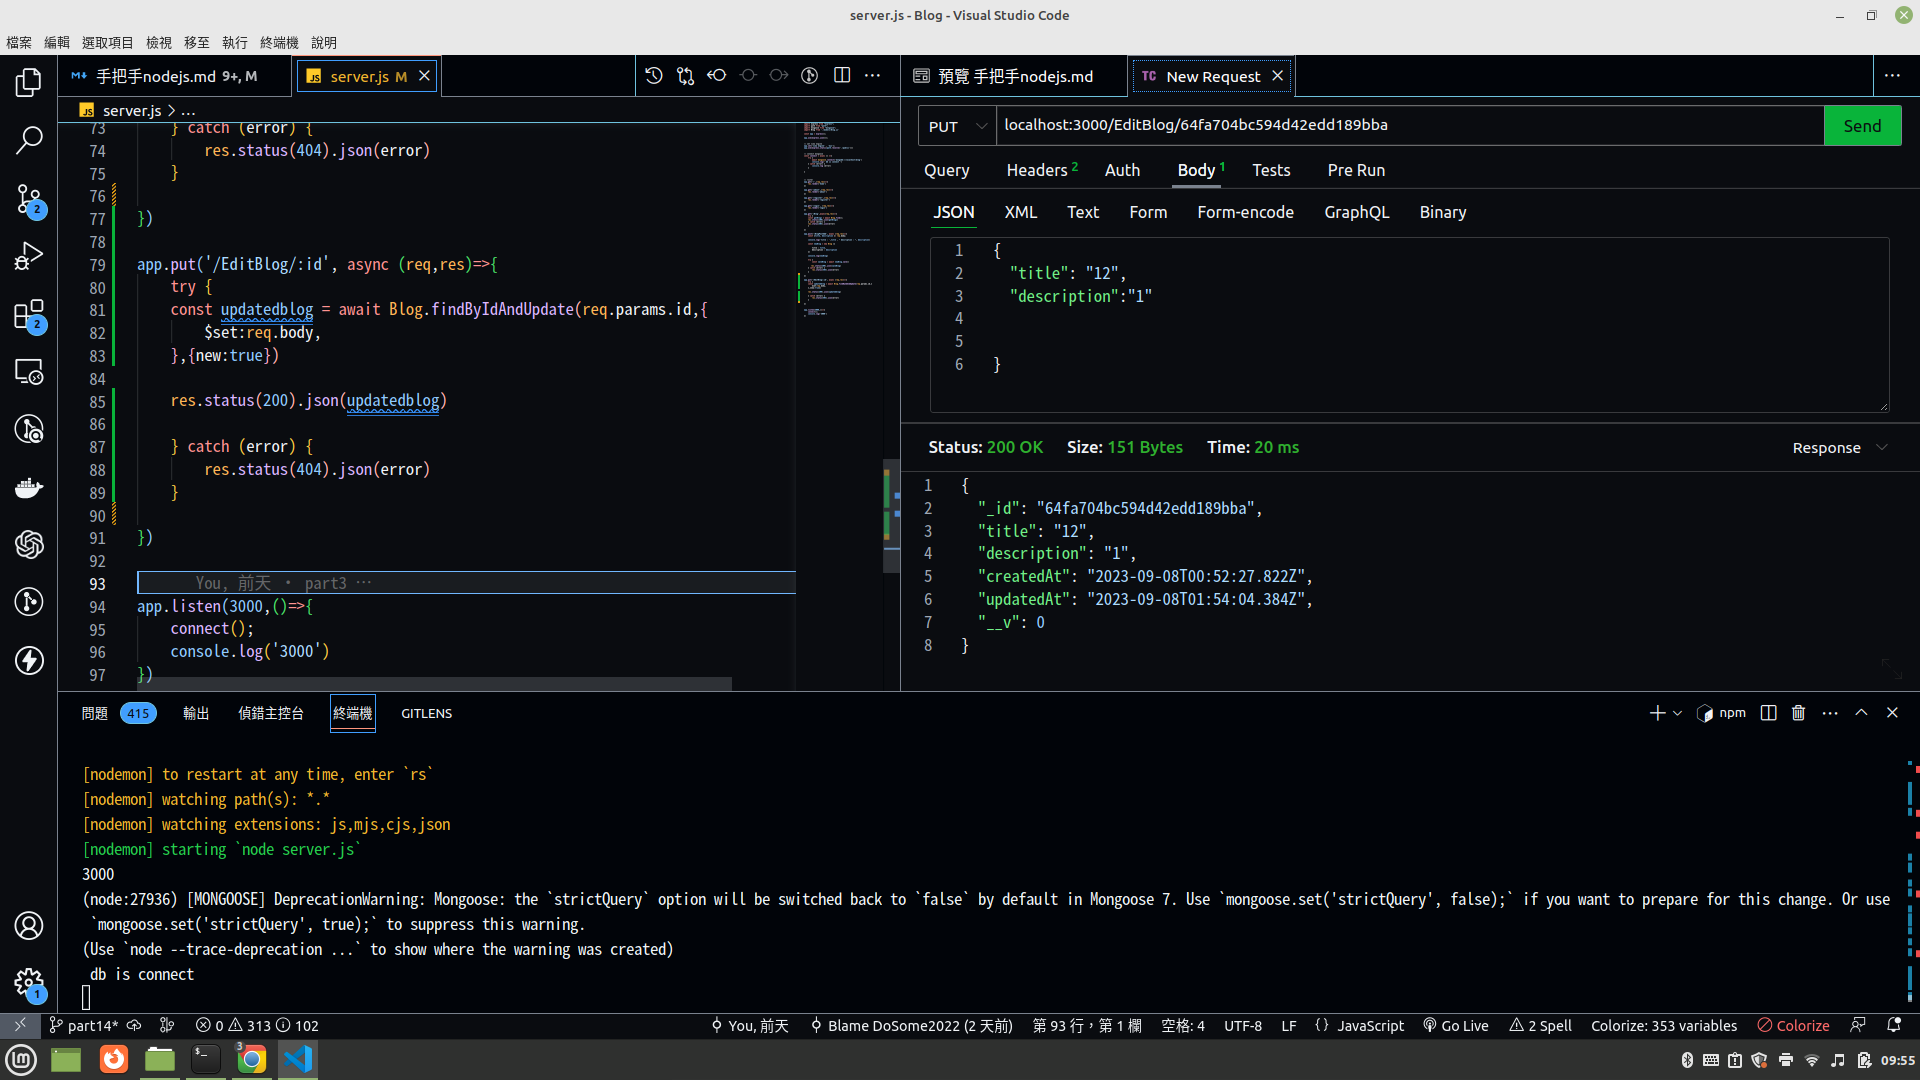 server.js - Blog - Visual Studio Code
檔案 編輯 選取項目 檢視 移至 執行 終端機 說明
手把手nodejs.md 9+, M
JS server.js M
server.js > ...
73 } catch (error) {
74 res.status(404).json(error)
75 }
76
77 })
78
79 app.put('/EditBlog/:id', async (req,res)=>{
80 try {
81 const updatedblog = await Blog.findByIdAndUpdate(req.params.id,{
82 $set:req.body,
83 },{new:true})
84
85 res.status(200).json(updatedblog)
86
87 } catch (error) {
88 res.status(404).json(error)
89 }
90
91 })
92
93 You, 前天 • part3 ...
94 app.listen(3000,()=>{
95 connect();
96 console.log('3000')
97 })
預覽 手把手nodejs.md
TC New Request
PUT localhost:3000/EditBlog/64fa704bc594d42edd189bba Send
Query Headers 2 Auth Body 1 Tests Pre Run
JSON XML Text Form Form-encode GraphQL Binary
1 {
2 "title": "12",
3 "description":"1"
4
5
6 }
Status: 200 OK Size: 151 Bytes Time: 20 ms Response
1 {
2 "_id": "64fa704bc594d42edd189bba",
3 "title": "12",
4 "description": "1",
5 "createdAt": "2023-09-08T00:52:27.822Z",
6 "updatedAt": "2023-09-08T01:54:04.384Z",
7 "__v": 0
8 }
問題 415 輸出 偵錯主控台 終端機 GITLENS
npm
[nodemon] to restart at any time, enter `rs`
[nodemon] watching path(s): *.*
[nodemon] watching extensions: js,mjs,cjs,json
[nodemon] starting `node server.js`
3000
(node:27936) [MONGOOSE] DeprecationWarning: Mongoose: the `strictQuery` option will be switched back to `false` by default in Mongoose 7. Use `mongoose.set('strictQuery', false);` if you want to prepare for this change. Or use
`mongoose.set('strictQuery', true);` to suppress this warning.
(Use `node --trace-deprecation ...` to show where the warning was created)
db is connect
2
2
1
part14* 0 313 102 You, 前天 Blame DoSome2022 (2 天前) 第 93 行，第 1 欄 空格: 4 UTF-8 LF {} JavaScript Go Live 2 Spell Colorize: 353 variables Colorize
3
09:55